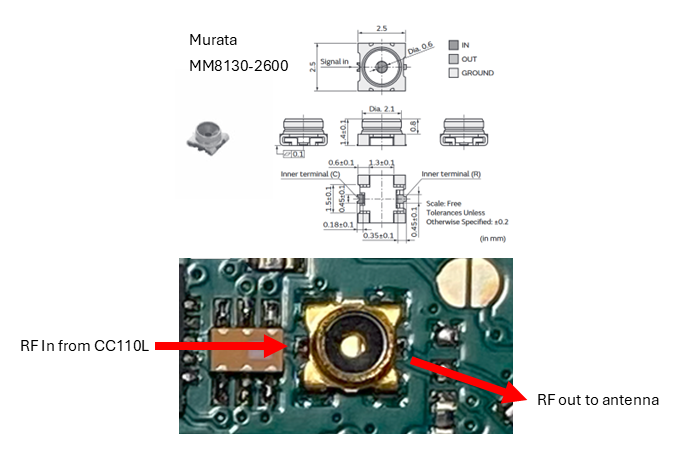 Murata
MM8130-2600
2.5
2.5
Signal in
Dia. 0.6
IN
OUT
GROUND
Dia. 2.1
1.4±0.1
0.8
0.1
0.6±0.1
1.3±0.1
Inner terminal (C)
Inner terminal (R)
1.5±0.1
0.45±0.1
0.45±0.1
0.18±0.1
0.35±0.1
Scale: Free
Tolerances Unless
Otherwise Specified: ±0.2
(in mm)
RF In from CC110L
RF out to antenna